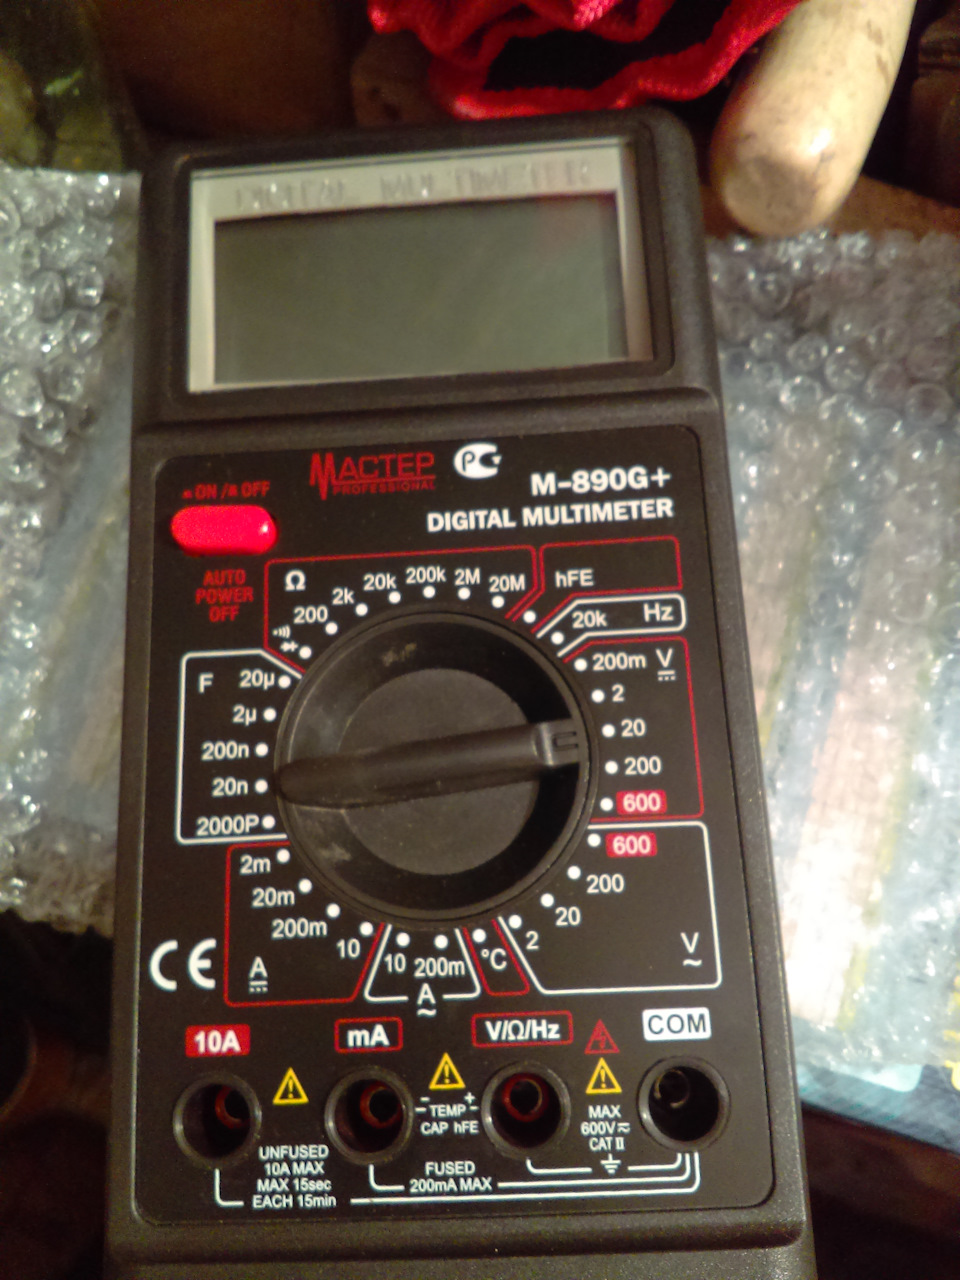 DIGITAL MULTIMETER
МАСТЕР
PROFESSIONAL
РС
M-890G+
DIGITAL MULTIMETER
ON / OFF
AUTO
POWER
OFF
Ω
200
2k
20k
200k
2M
20M
hFE
20k Hz
200m V
2
20
200
600
600
200
20
2
V
~
°C
200m
10
A
~
10
200m
20m
2m
A
F
20µ
2µ
200n
20n
2000P
CE
10A
mA
V/Ω/Hz
COM
- TEMP +
CAP hFE
MAX
600V
CAT II
UNFUSED
10A MAX
MAX 15sec
EACH 15min
FUSED
200mA MAX